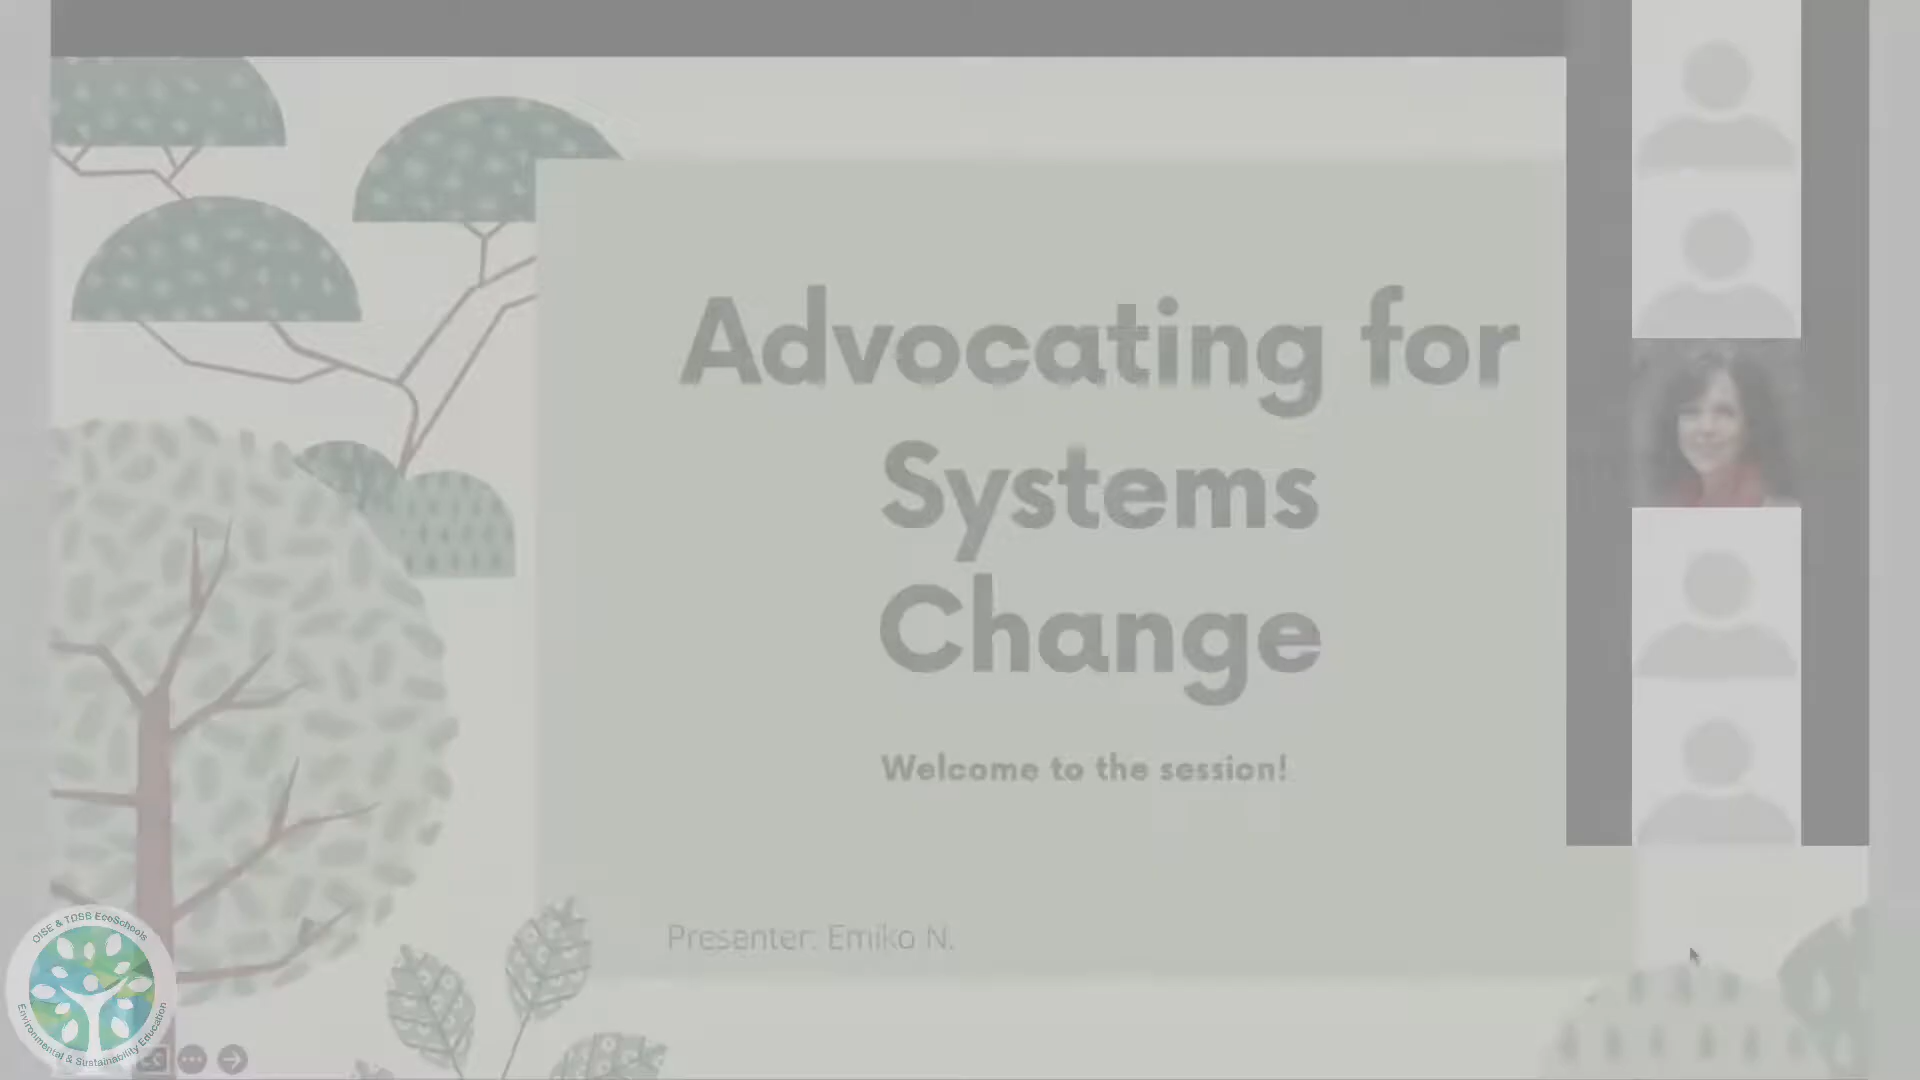 Advocating for
Systems
Change
Welcome to the session!
Presenter: Emiko N.
OISE & TDSB EcoSchools
Environmental & Sustainability Education